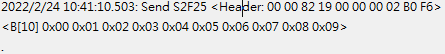 2022/2/24 10:41:10.503: Send S2F25 <Header: 00 00 82 19 00 00 00 02 B0 F6>
<B[10] 0x00 0x01 0x02 0x03 0x04 0x05 0x06 0x07 0x08 0x09>
.